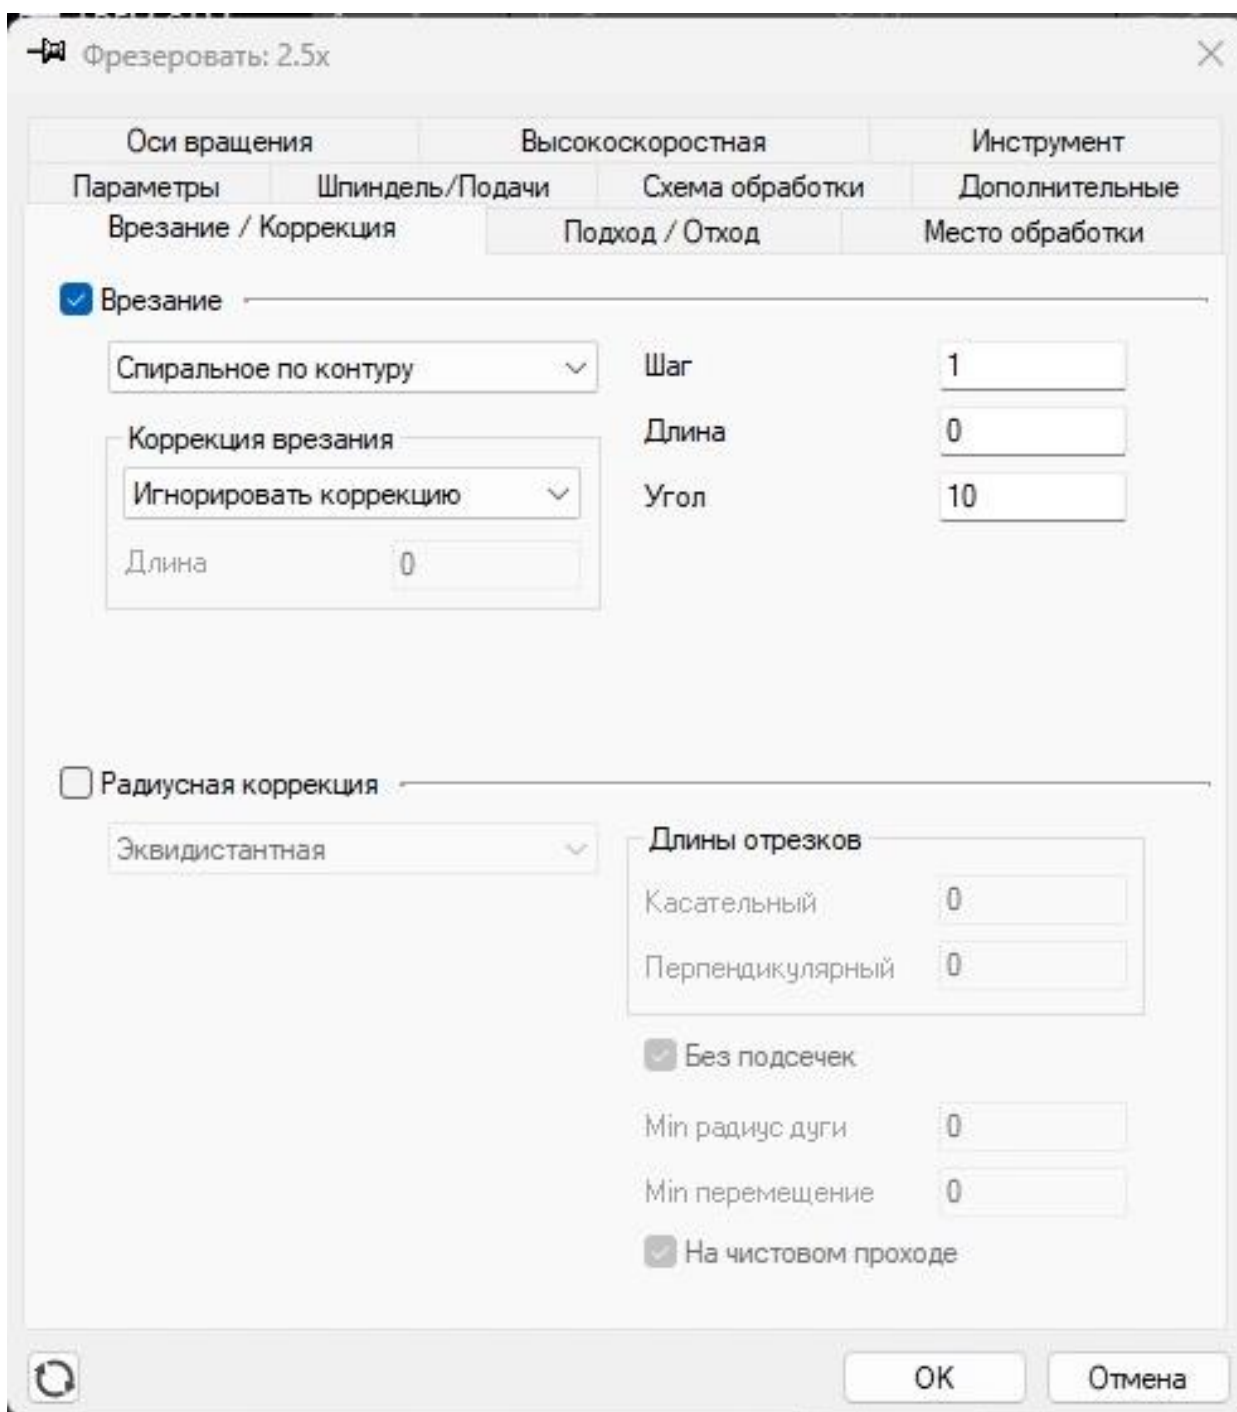 Фрезеровать: 2.5x
Оси вращения Высокоскоростная Инструмент
Параметры Шпиндель/Подачи Схема обработки Дополнительные
Врезание / Коррекция Подход / Отход Место обработки
Врезание
Спиральное по контуру Шаг 1
Коррекция врезания Длина 0
Игнорировать коррекцию Угол 10
Длина 0
Радиусная коррекция
Эквидистантная Длины отрезков
Касательный 0
Перпендикулярный 0
Без подсечек
Min радиус дуги 0
Min перемещение 0
На чистовом проходе
OK Отмена